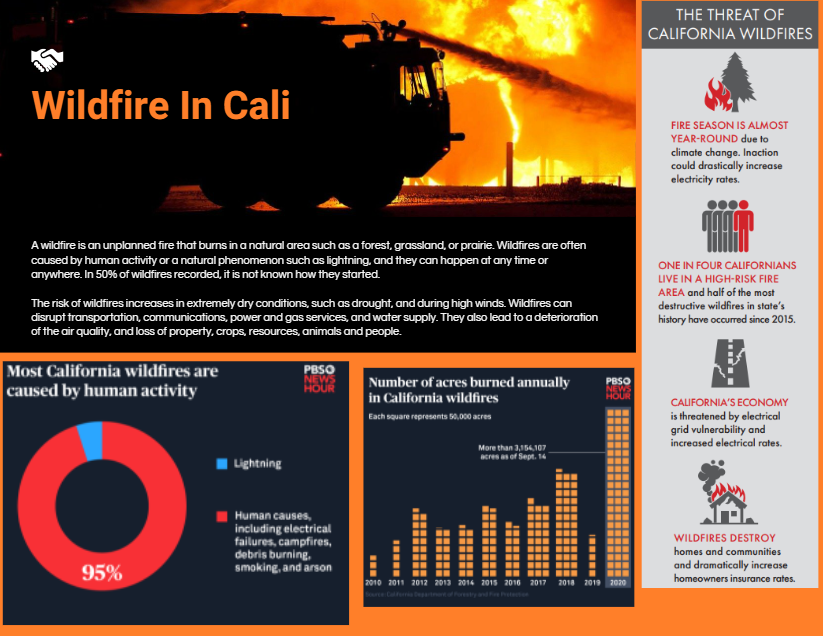 Wildfire In Cali
A wildfire is an unplanned fire that burns in a natural area such as a forest, grassland, or prairie. Wildfires are often
caused by human activity or a natural phenomenon such as lightning, and they can happen at any time or
anywhere. In 50% of wildfires recorded, it is not known how they started.
The risk of wildfires increases in extremely dry conditions, such as drought, and during high winds. Wildfires can
disrupt transportation, communications, power and gas services, and water supply. They also lead to a deterioration
of the air quality, and loss of property, crops, resources, animals and people.
Most California wildfires are
caused by human activity
PBS
NEWS
HOUR
Lightning
Human causes,
including electrical
failures, campfires,
debris burning,
smoking, and arson
95%
Number of acres burned annually
in California wildfires
PBS
NEWS
HOUR
Each square represents 50,000 acres
More than 3,154,107
acres as of Sept. 14
2010 2011 2012 2013 2014 2015 2016 2017 2018 2019 2020
Source: California Department of Forestry and Fire Protection
THE THREAT OF
CALIFORNIA WILDFIRES
FIRE SEASON IS ALMOST
YEAR-ROUND due to
climate change. Inaction
could drastically increase
electricity rates.
ONE IN FOUR CALIFORNIANS
LIVE IN A HIGH-RISK FIRE
AREA and half of the most
destructive wildfires in state's
history have occurred since 2015.
CALIFORNIA'S ECONOMY
is threatened by electrical
grid vulnerability and
increased electrical rates.
WILDFIRES DESTROY
homes and communities
and dramatically increase
homeowners insurance rates.